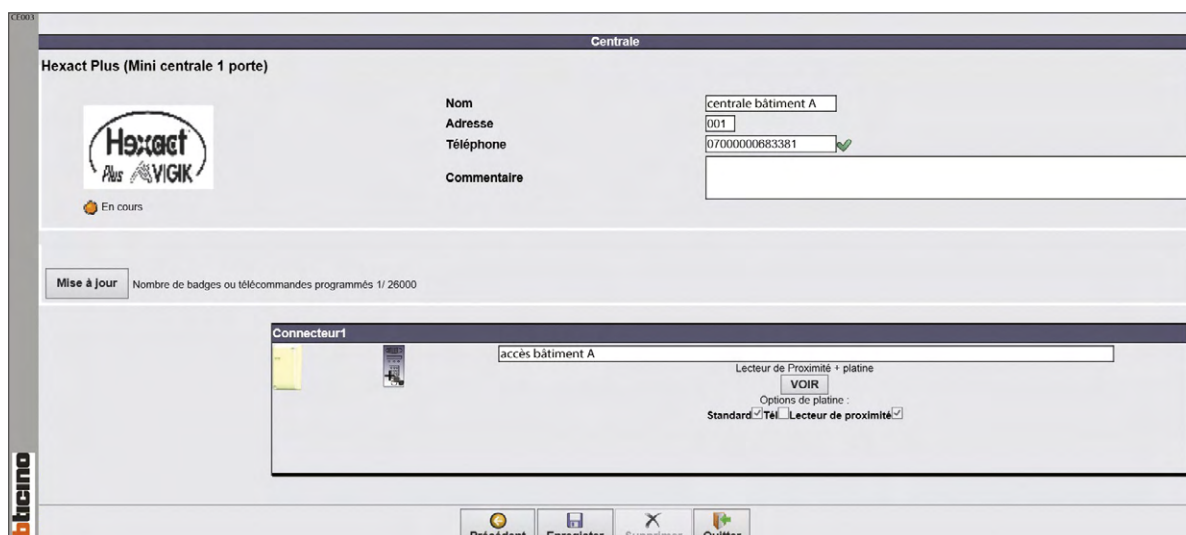 CE003
Centrale
Hexact Plus (Mini centrale 1 porte)
Hexact
Plus VIGIK
En cours
Nom centrale bâtiment A
Adresse 001
Téléphone 07000000683381
Commentaire
Mise à jour Nombre de badges ou télécommandes programmés 1/ 26000
Connecteur1
accès bâtiment A
Lecteur de Proximité + platine
VOIR
Options de platine :
Standard Tél Lecteur de proximité
bticino
Précédent Enregistrer Supprimer Quitter